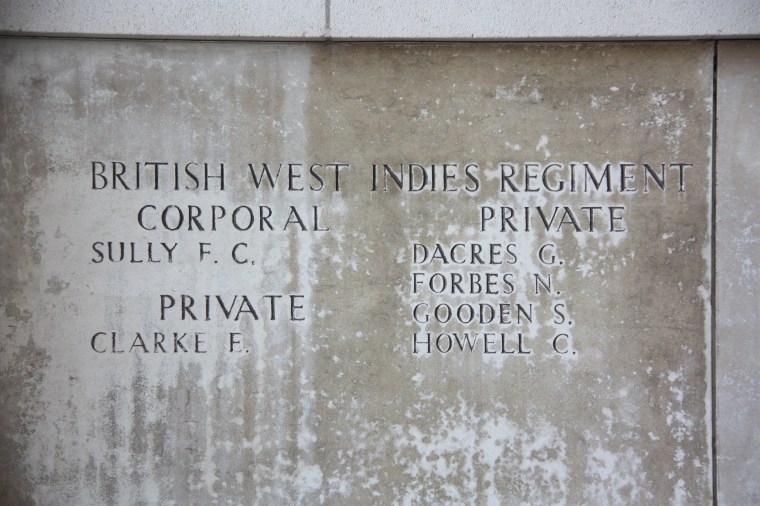 BRITISH WEST INDIES REGIMENT
CORPORAL
SULLY F. C.
PRIVATE
CLARKE E.
PRIVATE
DACRES G.
FORBES N.
GOODEN S.
HOWELL C.